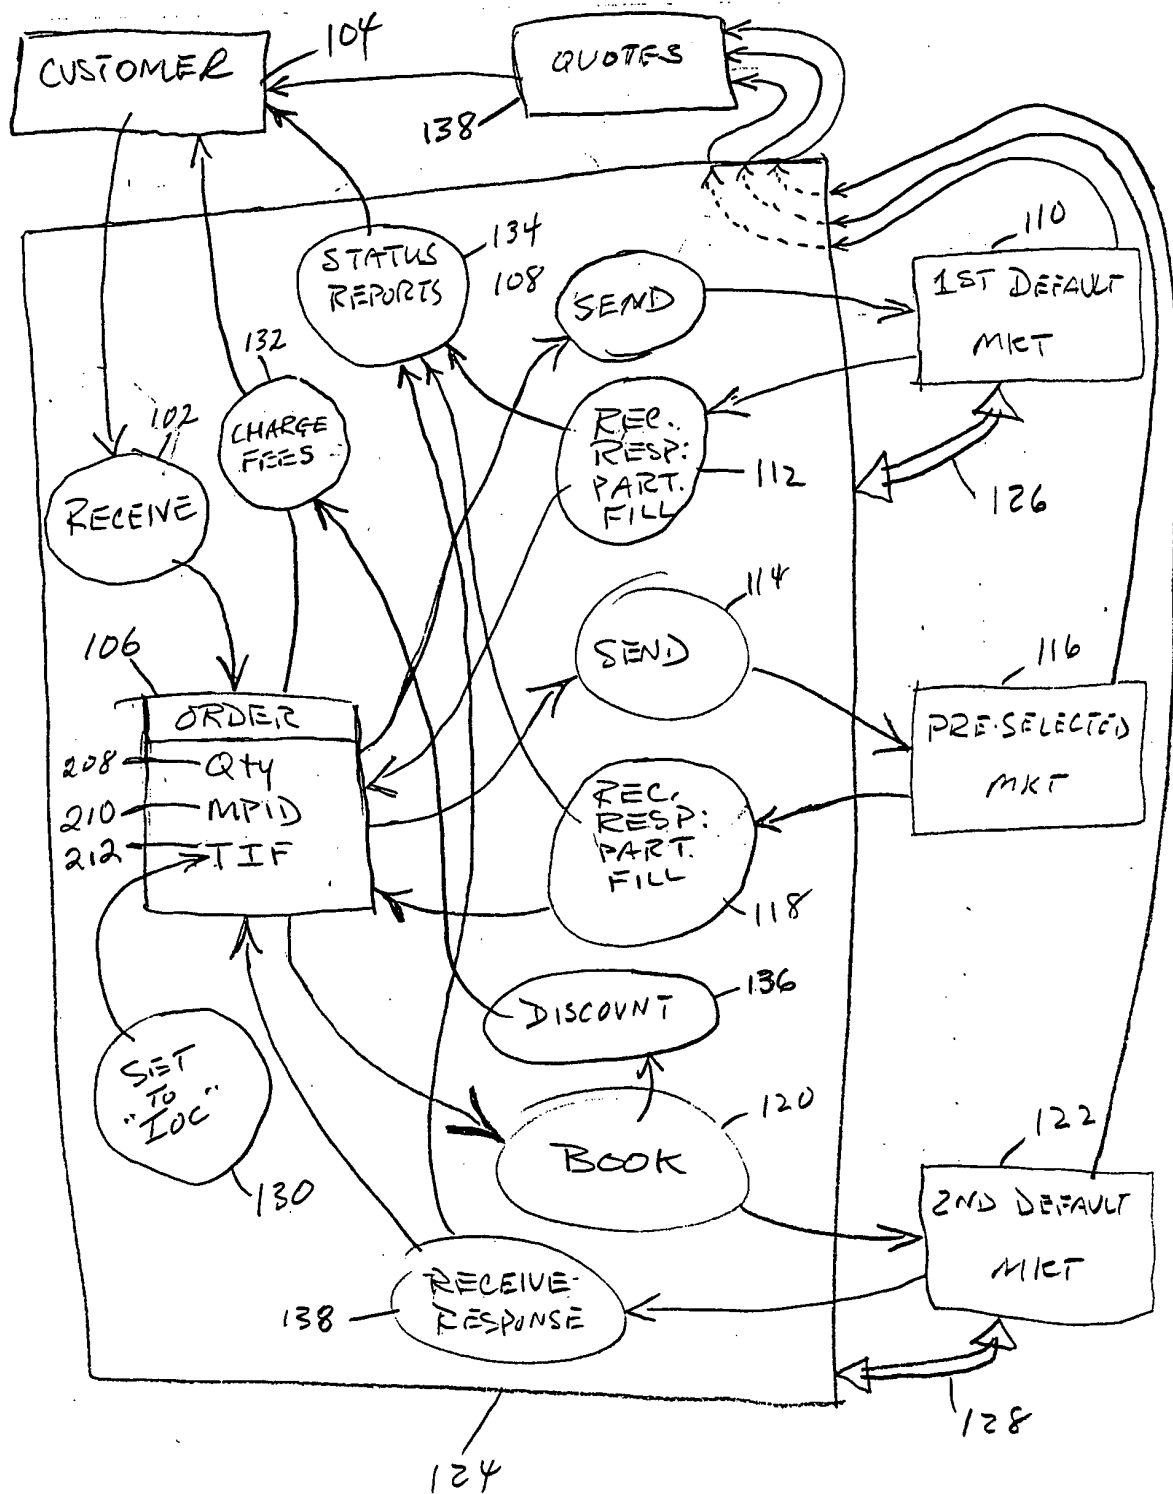 104
CUSTOMER
QUOTES
138
110
134
STATUS
REPORTS
108
SEND
1ST DEFAULT
MKT
132
102
CHARGE
FEES
REC.
RESP:
PART.
FILL
112
126
RECEIVE
114
106
SEND
116
ORDER
PRE-SELECTED
MKT
208
Qty
210
MPID
212
TIF
REC.
RESP:
PART.
FILL
118
136
DISCOUNT
SET
TO
"IOC"
120
BOOK
122
130
2ND DEFAULT
MKT
RECEIVE
RESPONSE
138
128
124